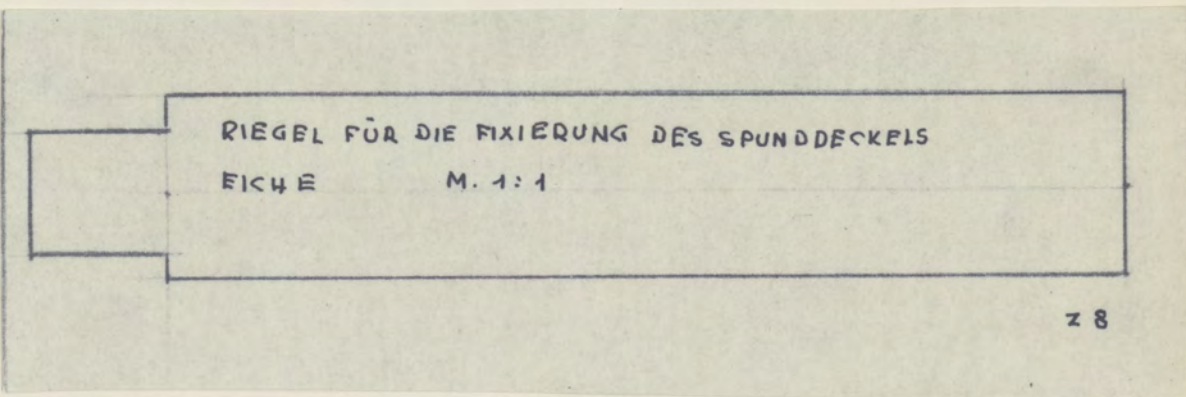 RIEGEL FÜR DIE FIXIERUNG DES SPUNDDECKELS
EICHE M. 1:1
Z 8